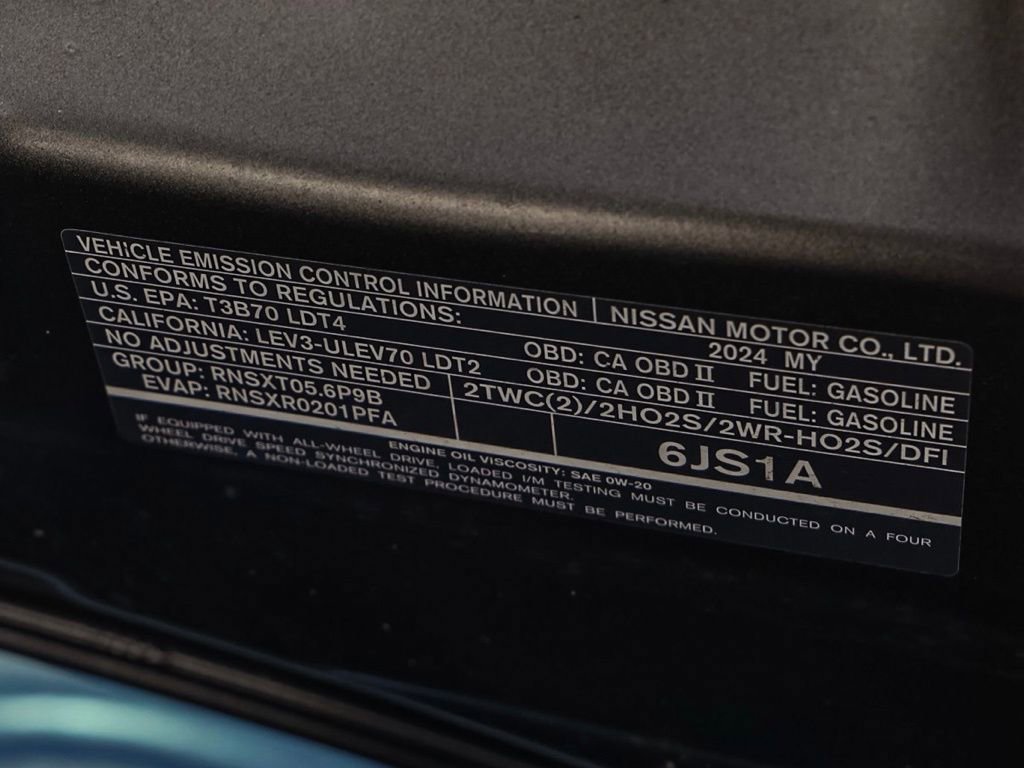 VEHICLE EMISSION CONTROL INFORMATION | NISSAN MOTOR CO., LTD.
CONFORMS TO REGULATIONS: 2024 MY
U.S. EPA: T3B70 LDT4 OBD: CA OBD II FUEL: GASOLINE
CALIFORNIA: LEV3-ULEV70 LDT2 OBD: CA OBD II FUEL: GASOLINE
NO ADJUSTMENTS NEEDED 2TWC(2)/2HO2S/2WR-HO2S/DFI
GROUP: RNSXT05.6P9B
EVAP: RNSXR0201PFA 6JS1A
ENGINE OIL VISCOSITY: SAE 0W-20
IF EQUIPPED WITH ALL-WHEEL DRIVE, LOADED I/M TESTING MUST BE CONDUCTED ON A FOUR
WHEEL DRIVE SPEED SYNCHRONIZED DYNAMOMETER.
OTHERWISE, A NON-LOADED TEST PROCEDURE MUST BE PERFORMED.